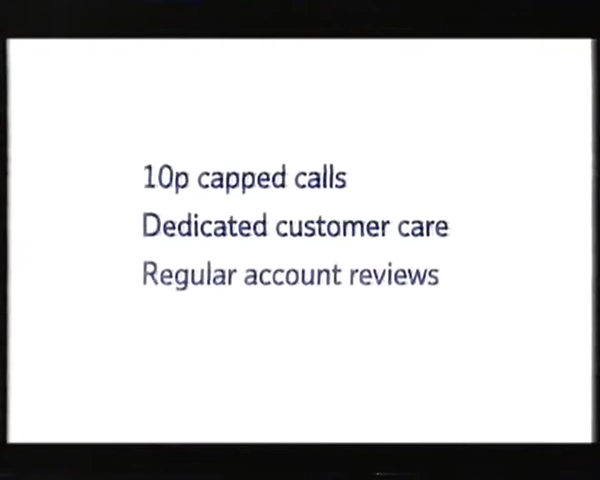 10p capped calls
Dedicated customer care
Regular account reviews